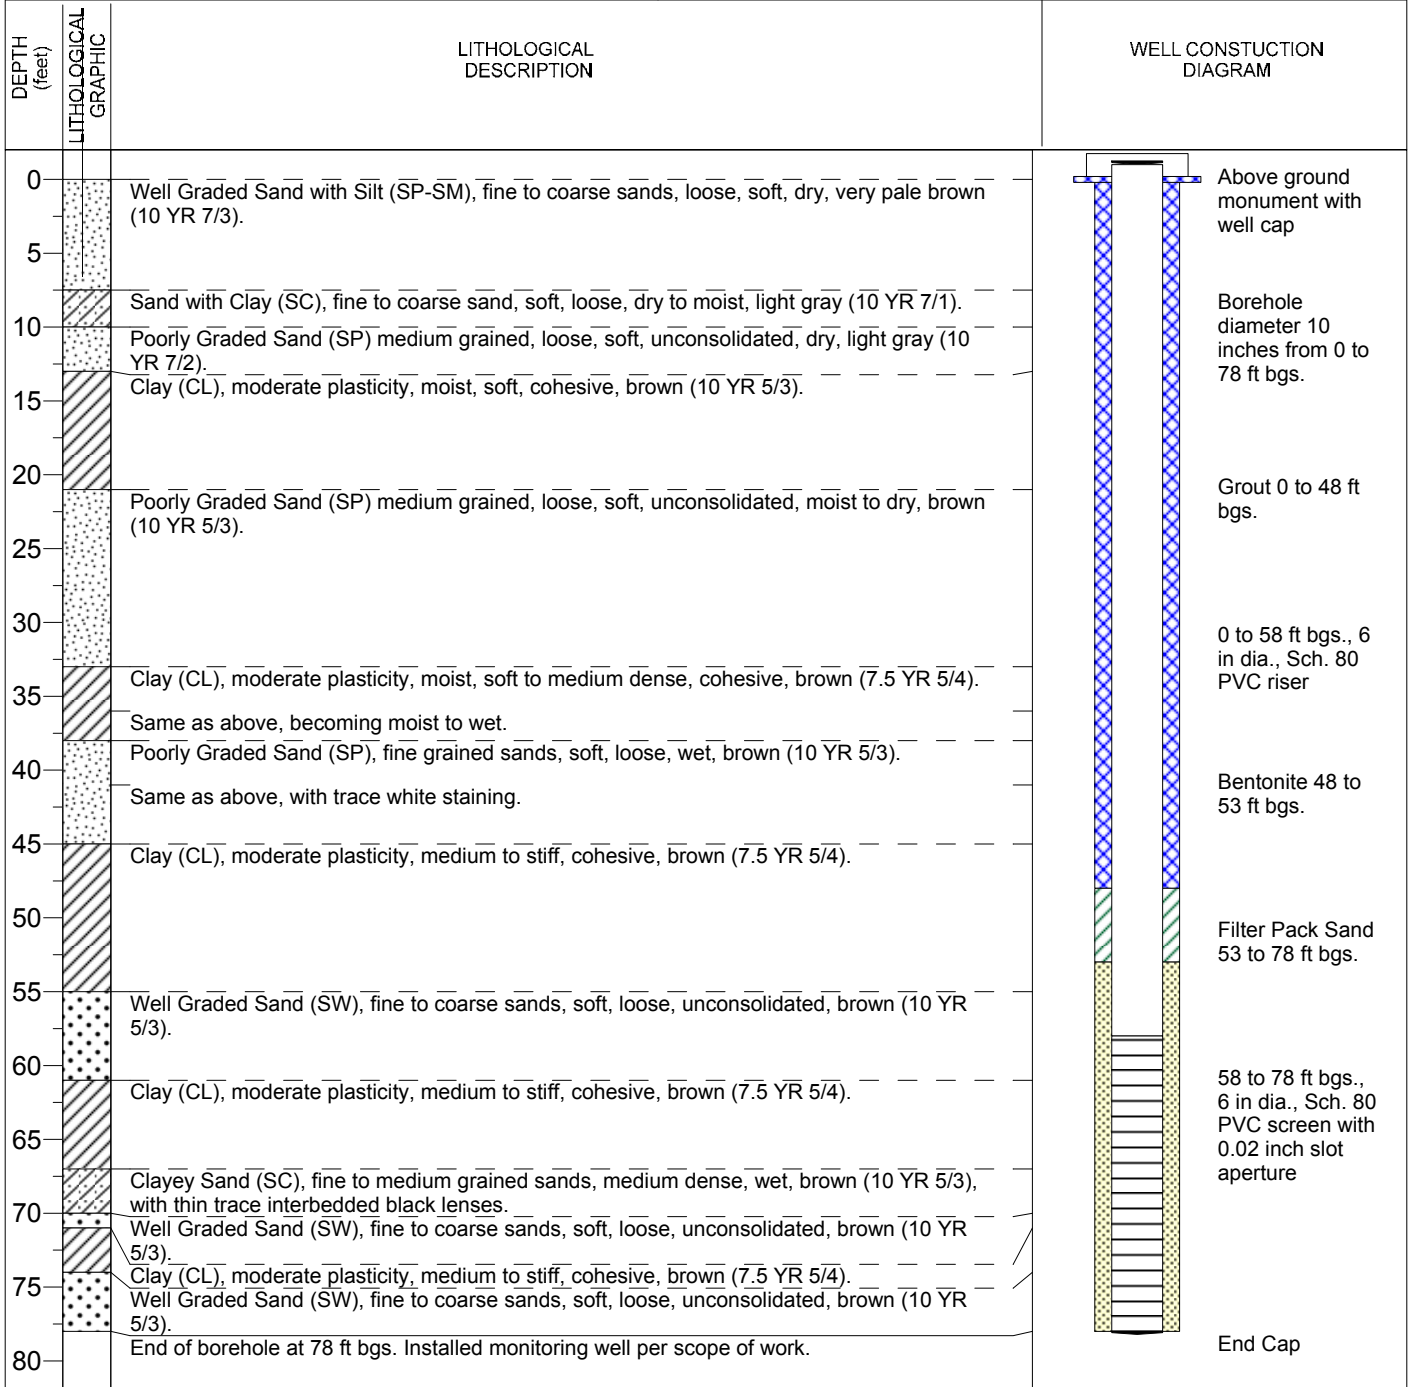 DEPTH
(feet)
LITHOLOGICAL
GRAPHIC
LITHOLOGICAL
DESCRIPTION
WELL CONSTUCTION
DIAGRAM
0
5
10
15
20
25
30
35
40
45
50
55
60
65
70
75
80
Well Graded Sand with Silt (SP-SM), fine to coarse sands, loose, soft, dry, very pale brown
(10 YR 7/3).
Sand with Clay (SC), fine to coarse sand, soft, loose, dry to moist, light gray (10 YR 7/1).
Poorly Graded Sand (SP) medium grained, loose, soft, unconsolidated, dry, light gray (10
YR 7/2).
Clay (CL), moderate plasticity, moist, soft, cohesive, brown (10 YR 5/3).
Poorly Graded Sand (SP) medium grained, loose, soft, unconsolidated, moist to dry, brown
(10 YR 5/3).
Clay (CL), moderate plasticity, moist, soft to medium dense, cohesive, brown (7.5 YR 5/4).
Same as above, becoming moist to wet.
Poorly Graded Sand (SP), fine grained sands, soft, loose, wet, brown (10 YR 5/3).
Same as above, with trace white staining.
Clay (CL), moderate plasticity, medium to stiff, cohesive, brown (7.5 YR 5/4).
Well Graded Sand (SW), fine to coarse sands, soft, loose, unconsolidated, brown (10 YR
5/3).
Clay (CL), moderate plasticity, medium to stiff, cohesive, brown (7.5 YR 5/4).
Clayey Sand (SC), fine to medium grained sands, medium dense, wet, brown (10 YR 5/3),
with thin trace interbedded black lenses.
Well Graded Sand (SW), fine to coarse sands, soft, loose, unconsolidated, brown (10 YR
5/3).
Clay (CL), moderate plasticity, medium to stiff, cohesive, brown (7.5 YR 5/4).
Well Graded Sand (SW), fine to coarse sands, soft, loose, unconsolidated, brown (10 YR
5/3).
End of borehole at 78 ft bgs. Installed monitoring well per scope of work.
Above ground
monument with
well cap
Borehole
diameter 10
inches from 0 to
78 ft bgs.
Grout 0 to 48 ft
bgs.
0 to 58 ft bgs., 6
in dia., Sch. 80
PVC riser
Bentonite 48 to
53 ft bgs.
Filter Pack Sand
53 to 78 ft bgs.
58 to 78 ft bgs.,
6 in dia., Sch. 80
PVC screen with
0.02 inch slot
aperture
End Cap